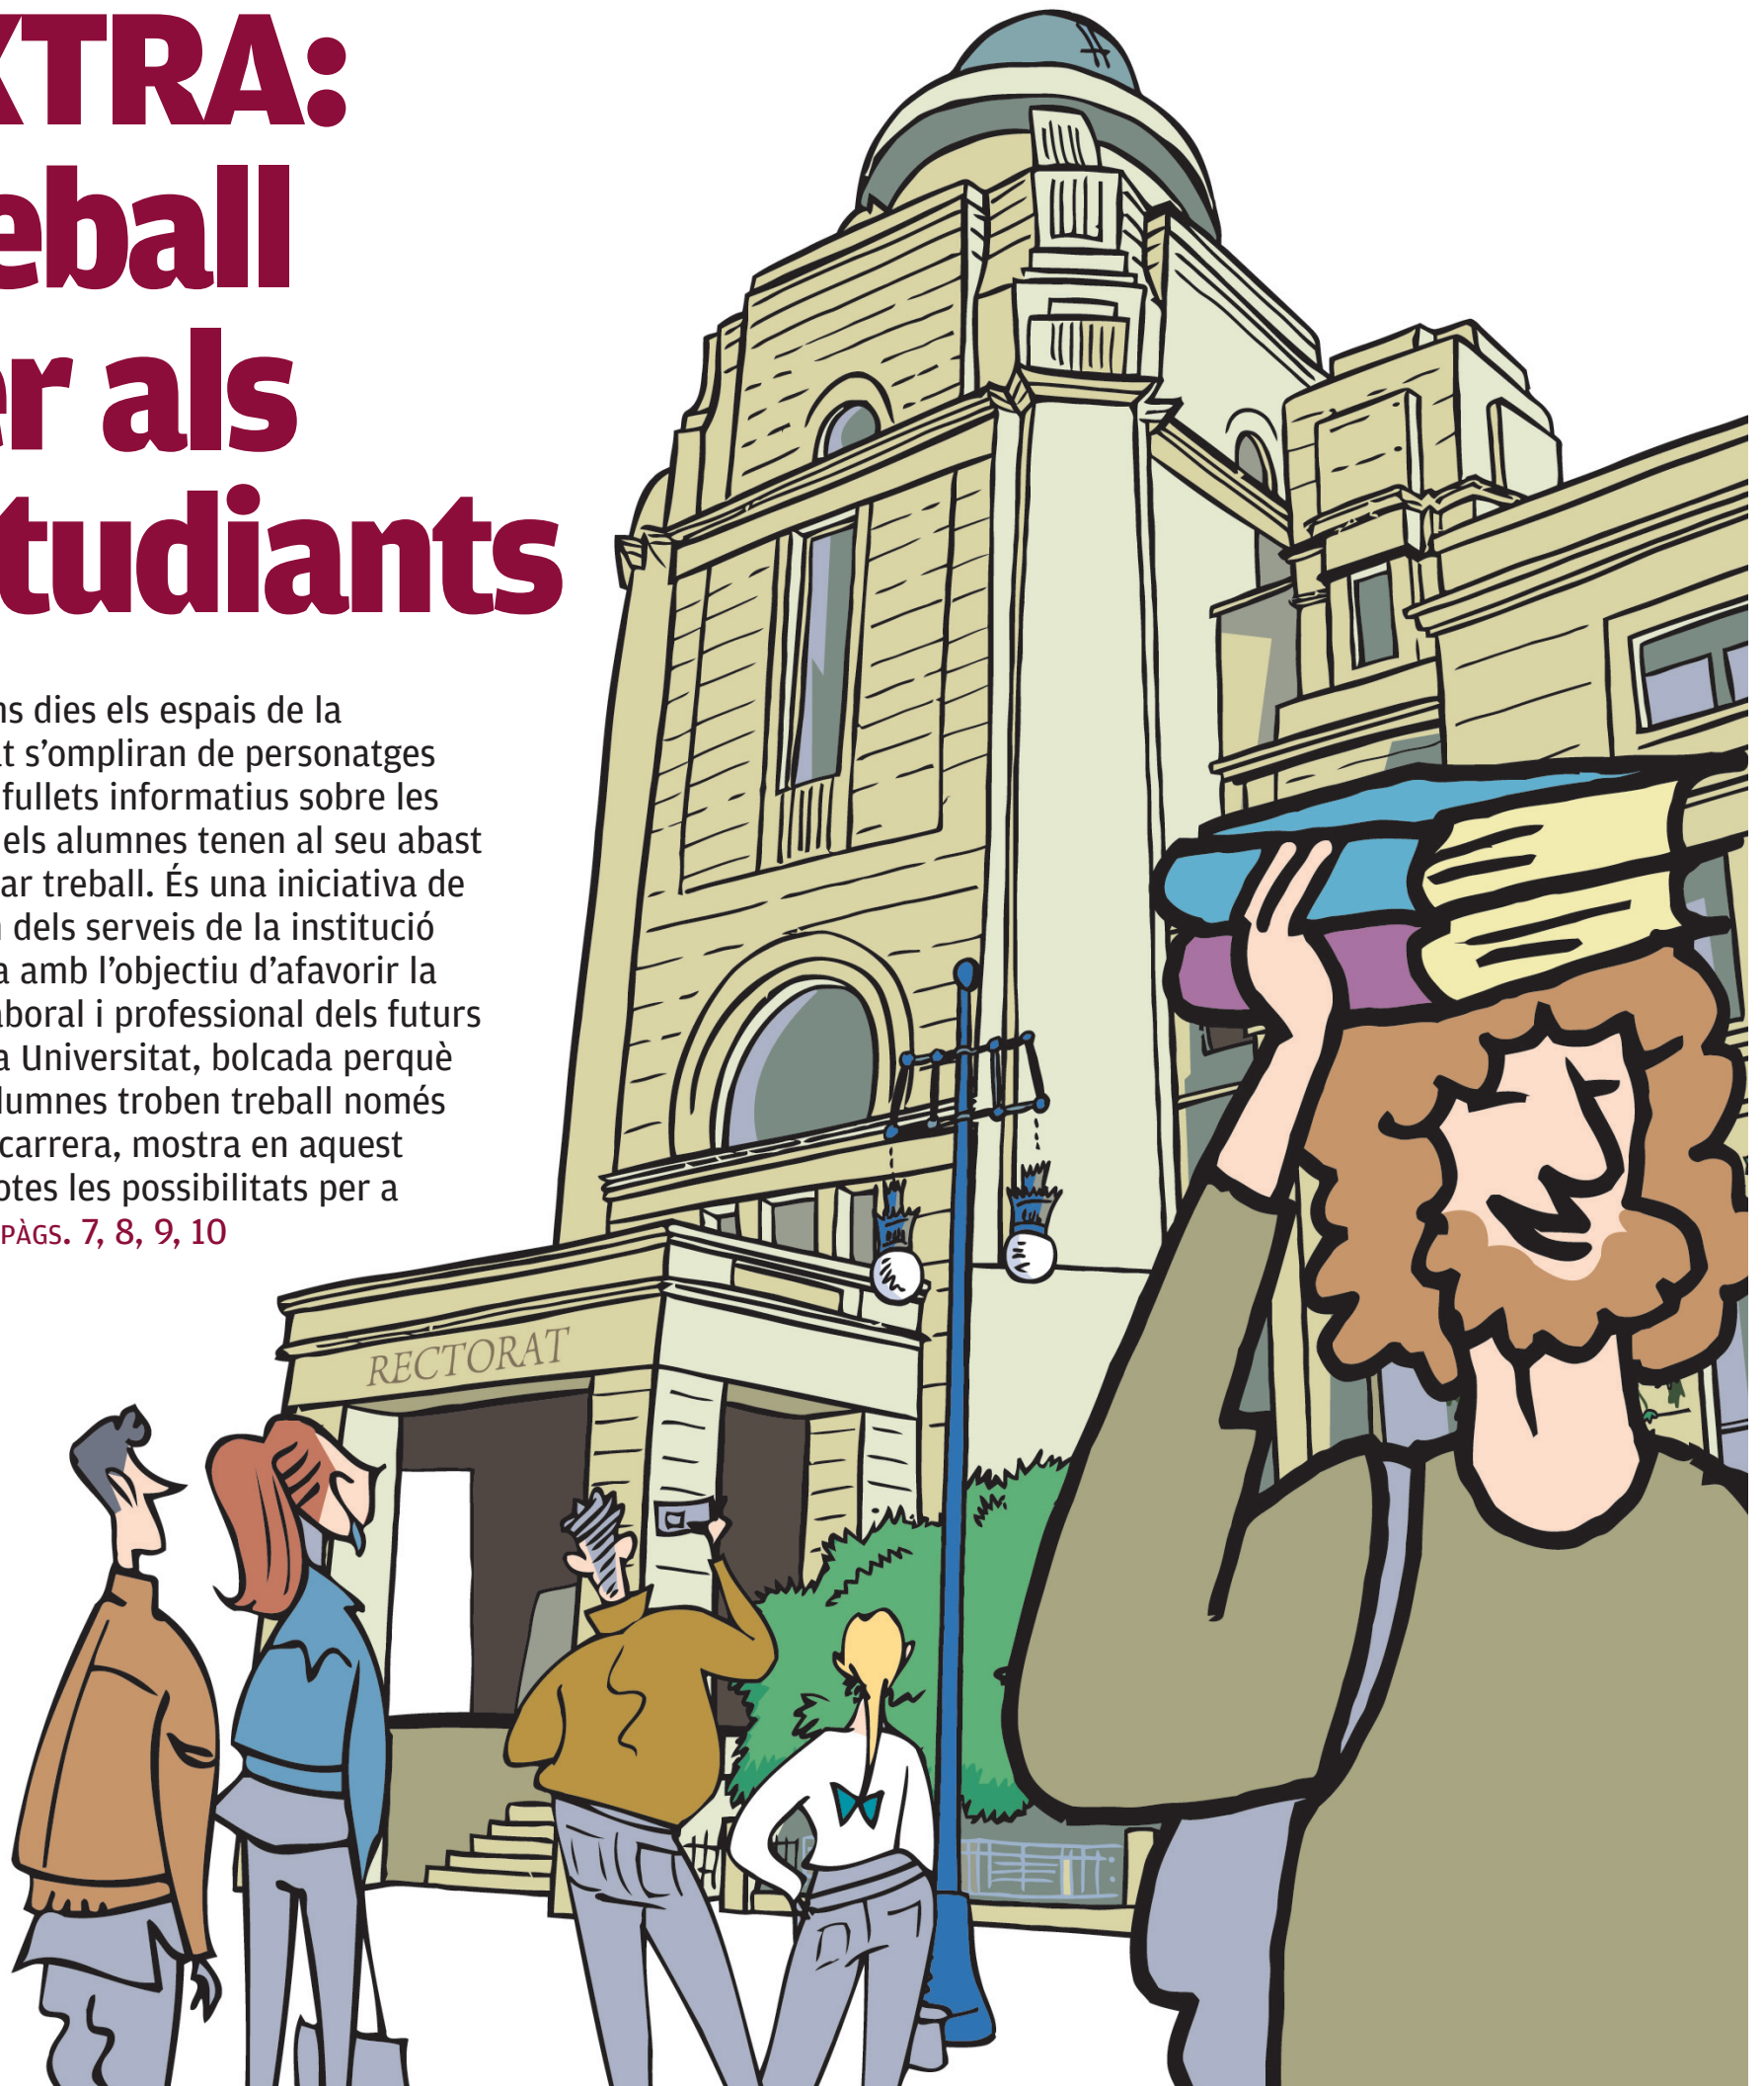 XTRA:
eball
er als
tudiants
ns dies els espais de la
at s’ompliran de personatges
fullets informatius sobre les
els alumnes tenen al seu abast
ar treball. És una iniciativa de
dels serveis de la institució
a amb l’objectiu d’afavorir la
aboral i professional dels futurs
a Universitat, bolcada perquè
lumnes troben treball només
carrera, mostra en aquest
otes les possibilitats per a
PÀGS. 7, 8, 9, 10
RECTORAT